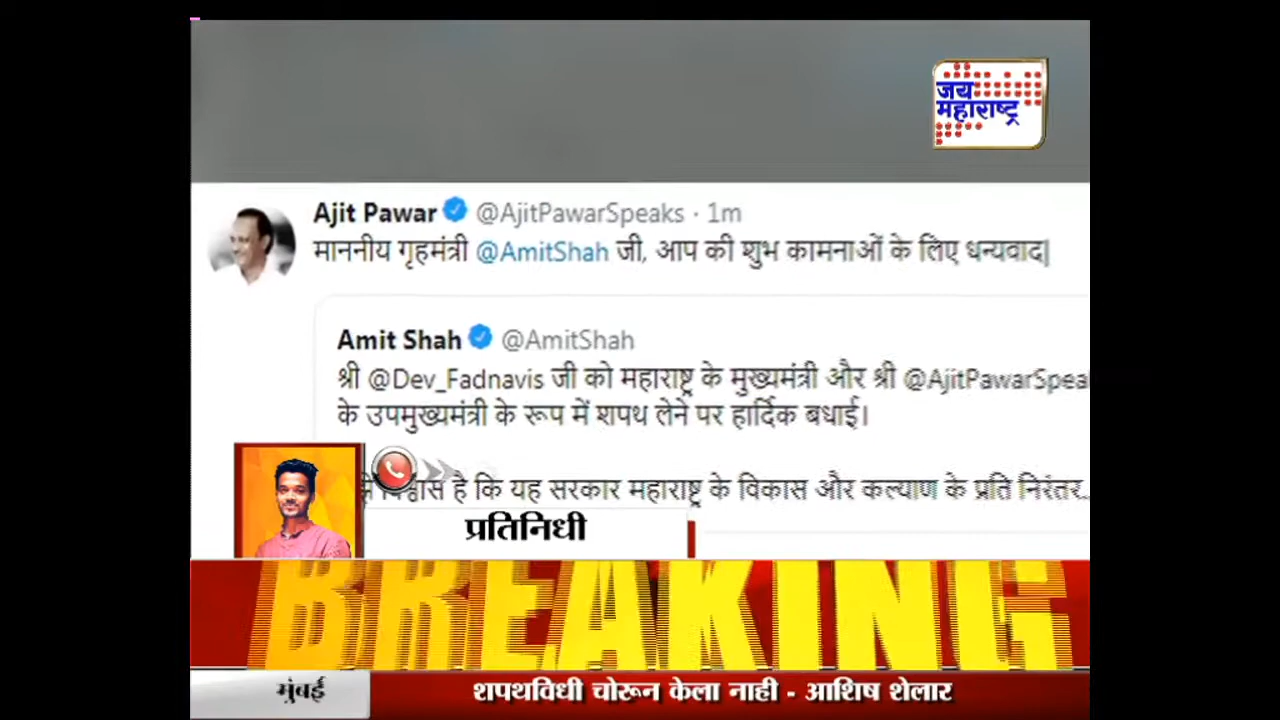 जय
महाराष्ट्र
Ajit Pawar @AjitPawarSpeaks · 1m
माननीय गृहमंत्री @AmitShah जी, आप की शुभ कामनाओं के लिए धन्यवाद|
Amit Shah @AmitShah
श्री @Dev_Fadnavis जी को महाराष्ट्र के मुख्यमंत्री और श्री @AjitPawarSpea
के उपमुख्यमंत्री के रूप में शपथ लेने पर हार्दिक बधाई।
विश्वास है कि यह सरकार महाराष्ट्र के विकास और कल्याण के प्रति निरंतर..
प्रतिनिधी
BREAKING
मुंबई
शपथविधी चोरून केला नाही - आशिष शेलार